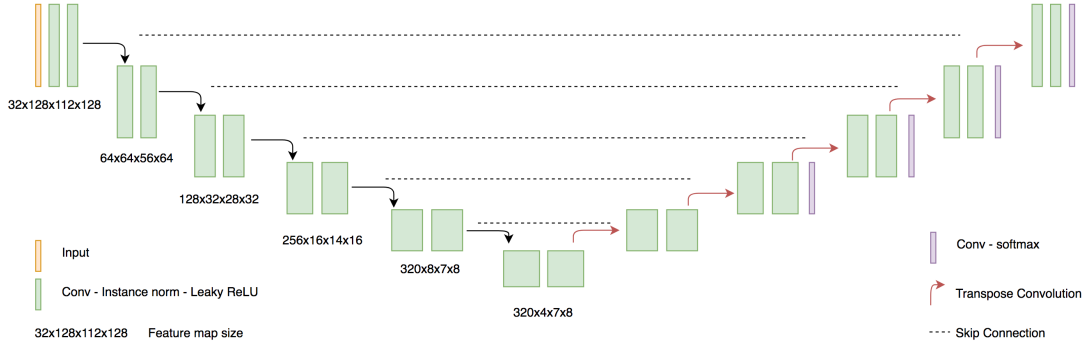 32x128x112x128
64x64x56x64
128x32x28x32
256x16x14x16
320x8x7x8
320x4x7x8
Input
Conv - Instance norm - Leaky ReLU
32x128x112x128 Feature map size
Conv - softmax
Transpose Convolution
Skip Connection